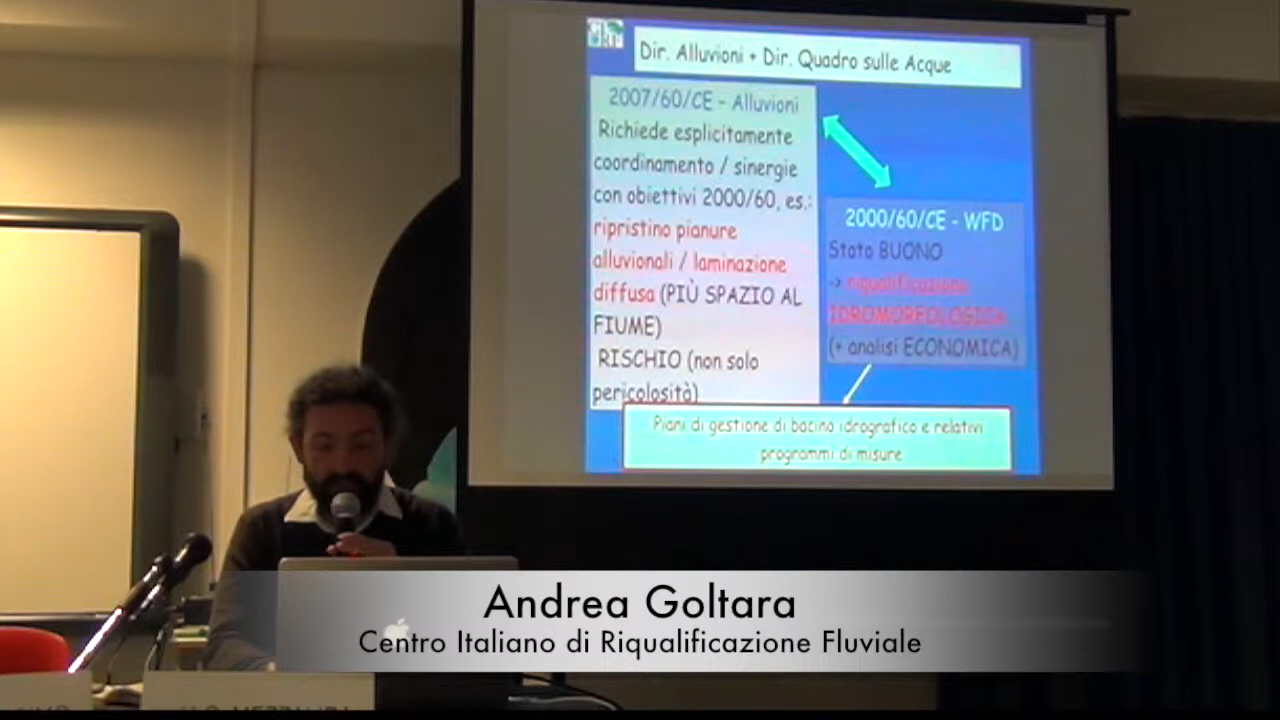 Dir. Alluvioni + Dir. Quadro sulle Acque
2007/60/CE - Alluvioni
Richiede esplicitamente
coordinamento / sinergie
con obiettivi 2000/60, es.:
ripristino pianure
alluvionali / laminazione
diffusa (PIÙ SPAZIO AL
FIUME)
RISCHIO (non solo
pericolosità)
2000/60/CE - WFD
Stato BUONO
-> riqualificazione
IDROMORFOLOGICA
(+ analisi ECONOMICA)
Piani di gestione di bacino idrografico e relativi
programmi di misure
Andrea Goltara
Centro Italiano di Riqualificazione Fluviale